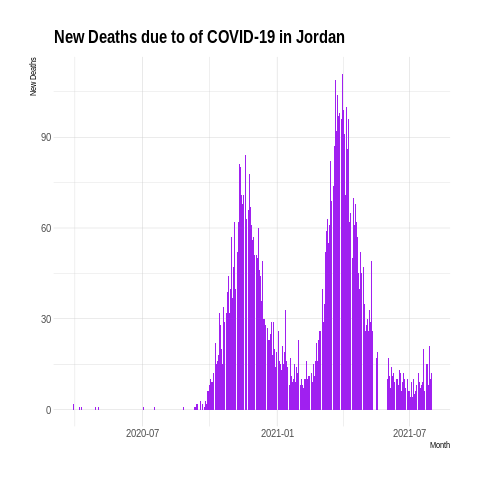 New Deaths due to of COVID-19 in Jordan
New Deaths
90
60
30
0
2020-07
2021-01
2021-07
Month